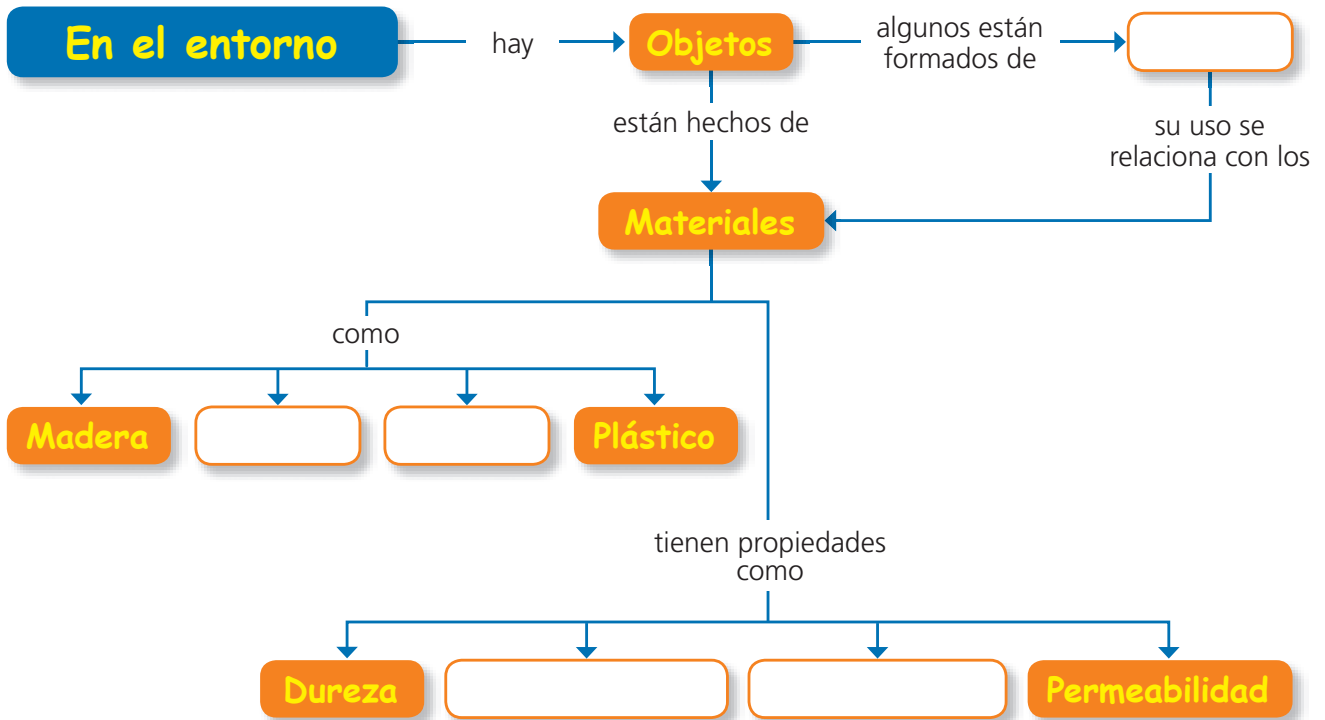 En el entorno
hay
Objetos
algunos están
formados de
están hechos de
su uso se
relaciona con los
Materiales
como
Madera
Plástico
tienen propiedades
como
Dureza
Permeabilidad